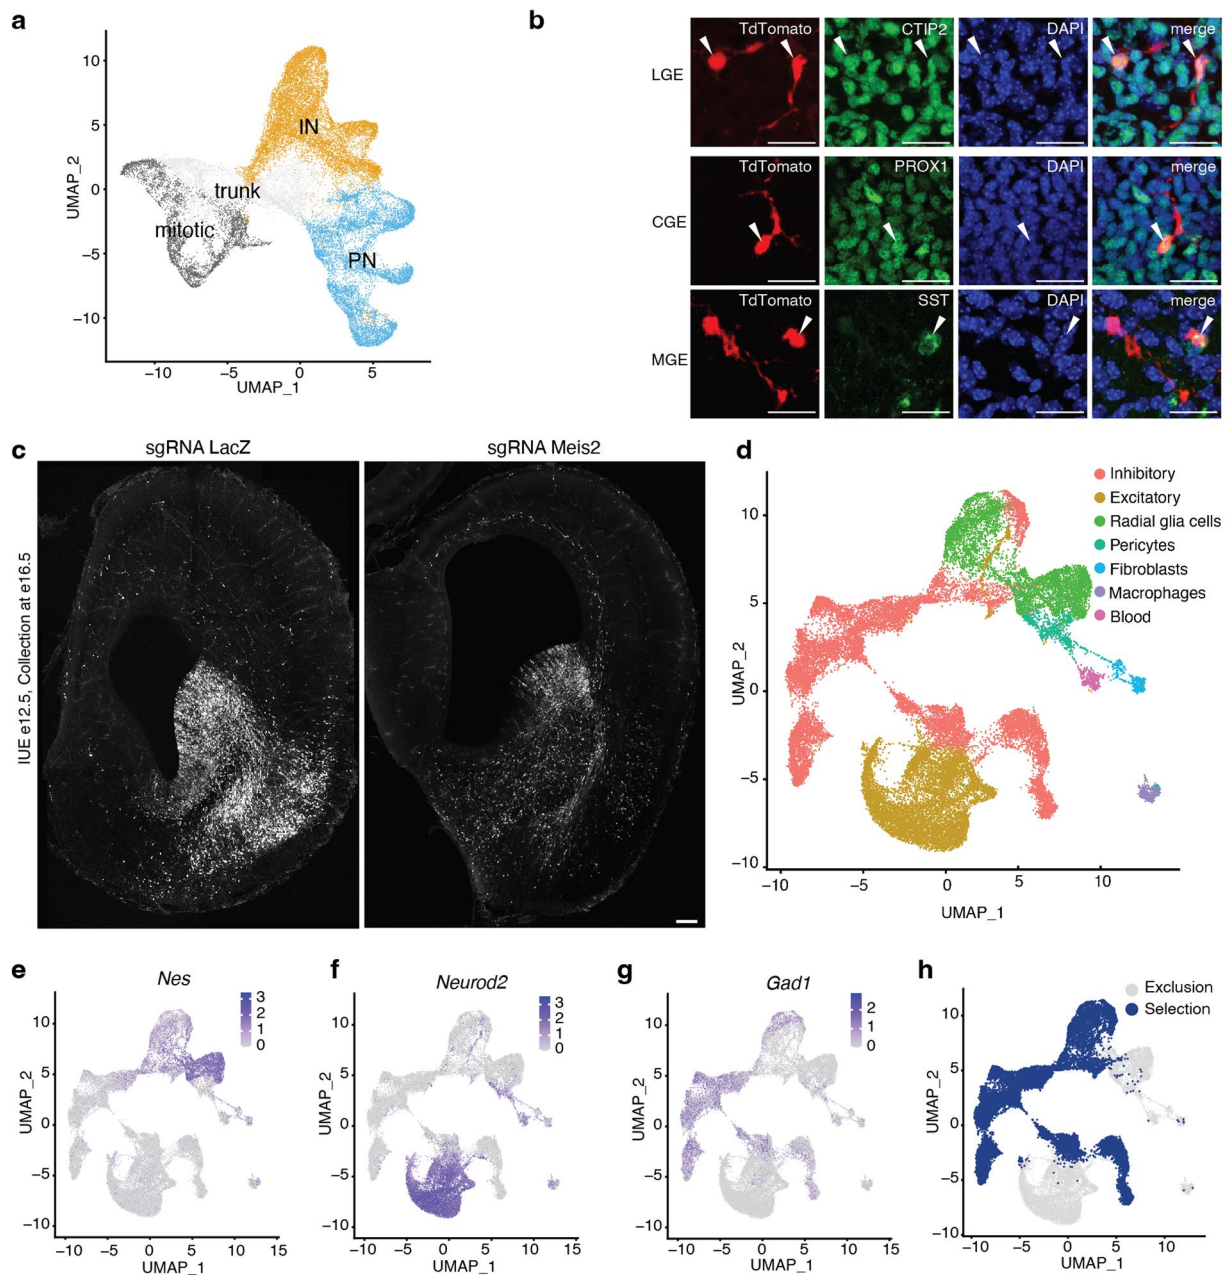 a
10
5
0
−5
−10
UMAP_2
−10 −5 0 5
UMAP_1
IN
trunk
mitotic
PN
b
TdTomato CTIP2 DAPI merge
LGE
TdTomato PROX1 DAPI merge
CGE
TdTomato SST DAPI merge
MGE
c
sgRNA LacZ sgRNA Meis2
IUE e12.5, Collection at e16.5
d
Inhibitory
Excitatory
Radial glia cells
Pericytes
Fibroblasts
Macrophages
Blood
10
5
0
−5
−10
UMAP_2
−10 −5 0 5 10
UMAP_1
e
Nes
3
2
1
0
10
5
0
−5
−10
UMAP_2
−10 −5 0 5 10 15
UMAP_1
f
Neurod2
3
2
1
0
10
5
0
−5
−10
UMAP_2
−10 −5 0 5 10 15
UMAP_1
g
Gad1
2
1
0
10
5
0
−5
−10
UMAP_2
−10 −5 0 5 10 15
UMAP_1
h
Exclusion
Selection
10
5
0
−5
−10
UMAP_2
−10 −5 0 5 10
UMAP_1